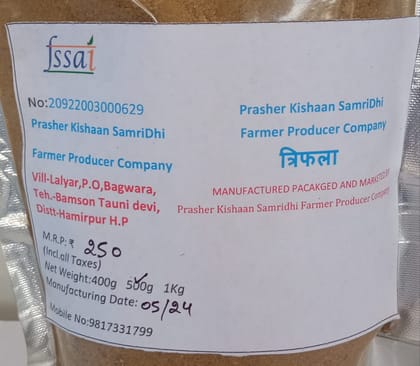 fssai
No:20922003000629
Prasher Kishaan SamriDhi
Farmer Producer Company
Vill-Lalyar,P.O,Bagwara,
Teh.-Bamson Tauni devi,
Distt-Hamirpur H.P
M.R.P: ₹ 250
(Incl.all Taxes)
Net Weight:400g 500g 1Kg
Manufacturing Date: 05/24
Mobile No:9817331799
Prasher Kishaan SamriDhi
Farmer Producer Company
त्रिफला
MANUFACTURED PACAKGED AND MARKETED BY
Prasher Kishaan Samridhi Farmer Producer Company